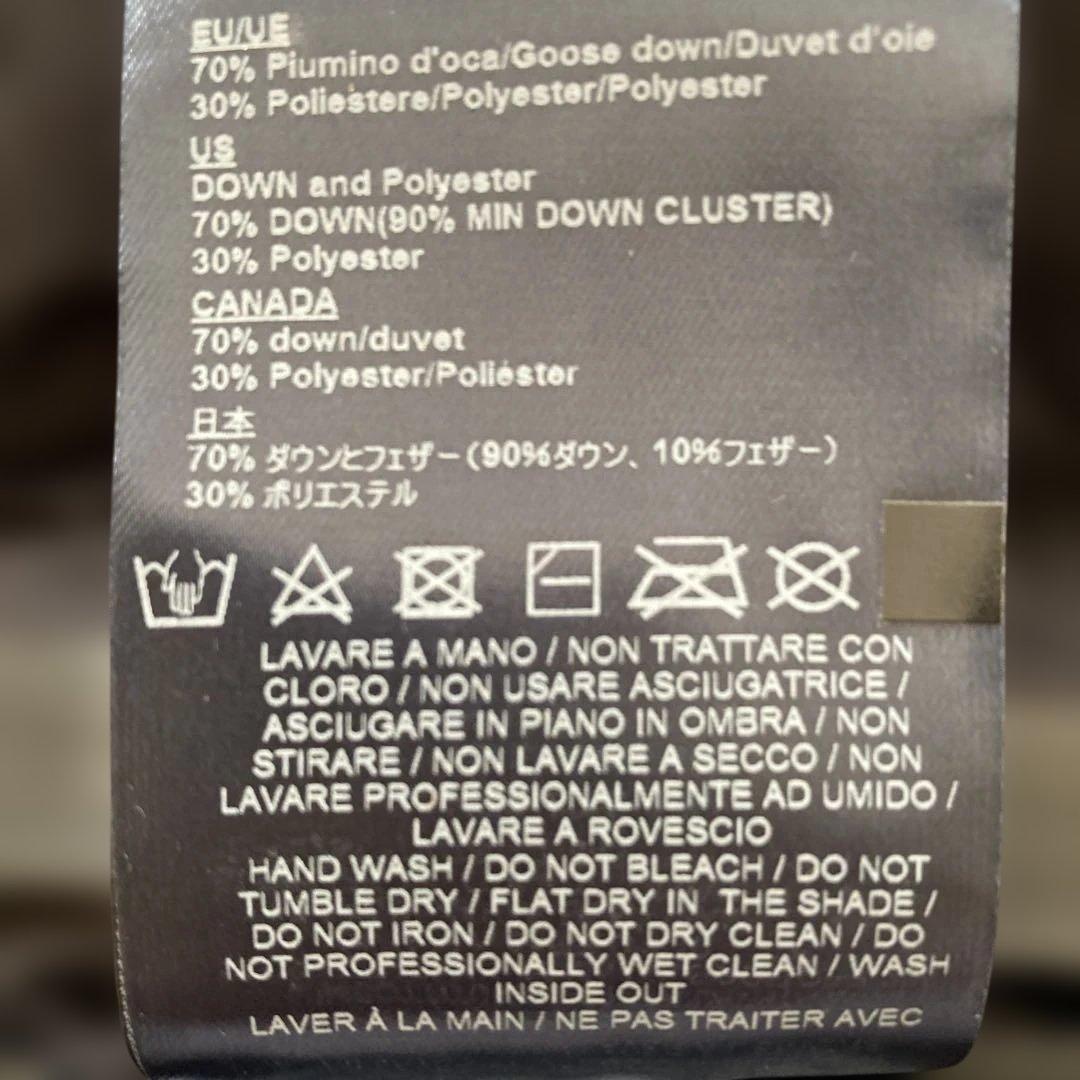 EU/UE
70% Piumino d'oca/Goose down/Duvet d'oie
30% Poliestere/Polyester/Polyester
US
DOWN and Polyester
70% DOWN(90% MIN DOWN CLUSTER)
30% Polyester
CANADA
70% down/duvet
30% Polyester/Poliéster
日本
70% ダウンとフェザー(90%ダウン、10%フェザー)
30% ポリエステル
LAVARE A MANO / NON TRATTARE CON
CLORO / NON USARE ASCIUGATRICE /
ASCIUGARE IN PIANO IN OMBRA / NON
STIRARE / NON LAVARE A SECCO / NON
LAVARE PROFESSIONALMENTE AD UMIDO /
LAVARE A ROVESCIO
HAND WASH / DO NOT BLEACH / DO NOT
TUMBLE DRY / FLAT DRY IN THE SHADE /
DO NOT IRON / DO NOT DRY CLEAN / DO
NOT PROFESSIONALLY WET CLEAN / WASH
INSIDE OUT
LAVER À LA MAIN / NE PAS TRAITER AVEC